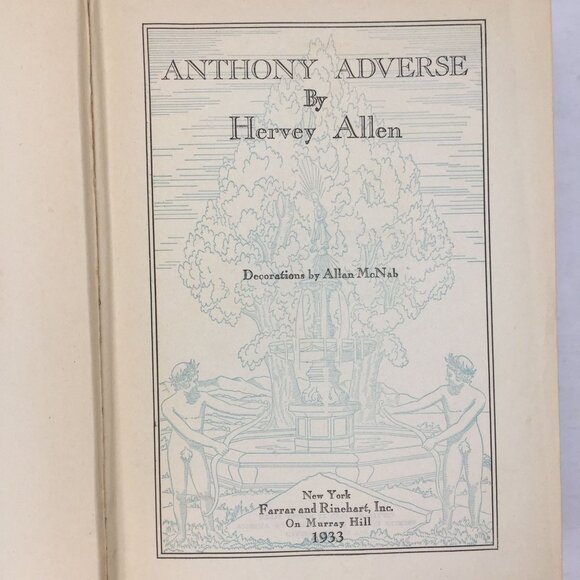 ANTHONY ADVERSE
By
Hervey Allen
Decorations by Allan McNab
New York
Farrar and Rinehart, Inc.
On Murray Hill
1933